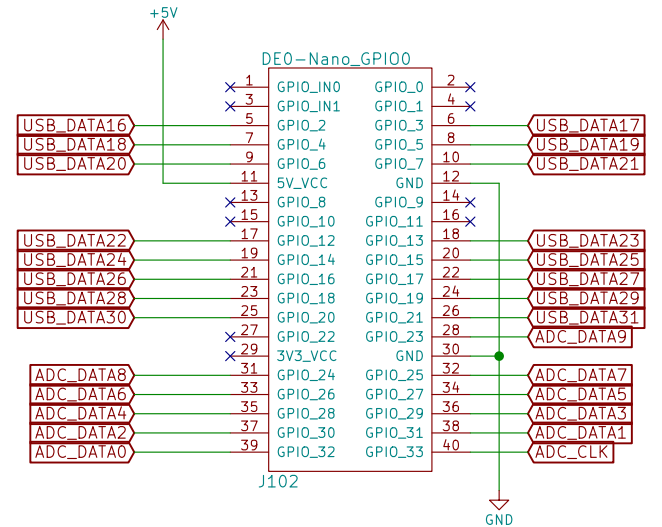 +5V
DE0-Nano_GPIO0
1 GPIO_IN0 GPIO_0 2
3 GPIO_IN1 GPIO_1 4
USB_DATA16 5 GPIO_2 GPIO_3 6 USB_DATA17
USB_DATA18 7 GPIO_4 GPIO_5 8 USB_DATA19
USB_DATA20 9 GPIO_6 GPIO_7 10 USB_DATA21
11 5V_VCC GND 12
13 GPIO_8 GPIO_9 14
15 GPIO_10 GPIO_11 16
USB_DATA22 17 GPIO_12 GPIO_13 18 USB_DATA23
USB_DATA24 19 GPIO_14 GPIO_15 20 USB_DATA25
USB_DATA26 21 GPIO_16 GPIO_17 22 USB_DATA27
USB_DATA28 23 GPIO_18 GPIO_19 24 USB_DATA29
USB_DATA30 25 GPIO_20 GPIO_21 26 USB_DATA31
27 GPIO_22 GPIO_23 28 ADC_DATA9
29 3V3_VCC GND 30
ADC_DATA8 31 GPIO_24 GPIO_25 32 ADC_DATA7
ADC_DATA6 33 GPIO_26 GPIO_27 34 ADC_DATA5
ADC_DATA4 35 GPIO_28 GPIO_29 36 ADC_DATA3
ADC_DATA2 37 GPIO_30 GPIO_31 38 ADC_DATA1
ADC_DATA0 39 GPIO_32 GPIO_33 40 ADC_CLK
J102
GND